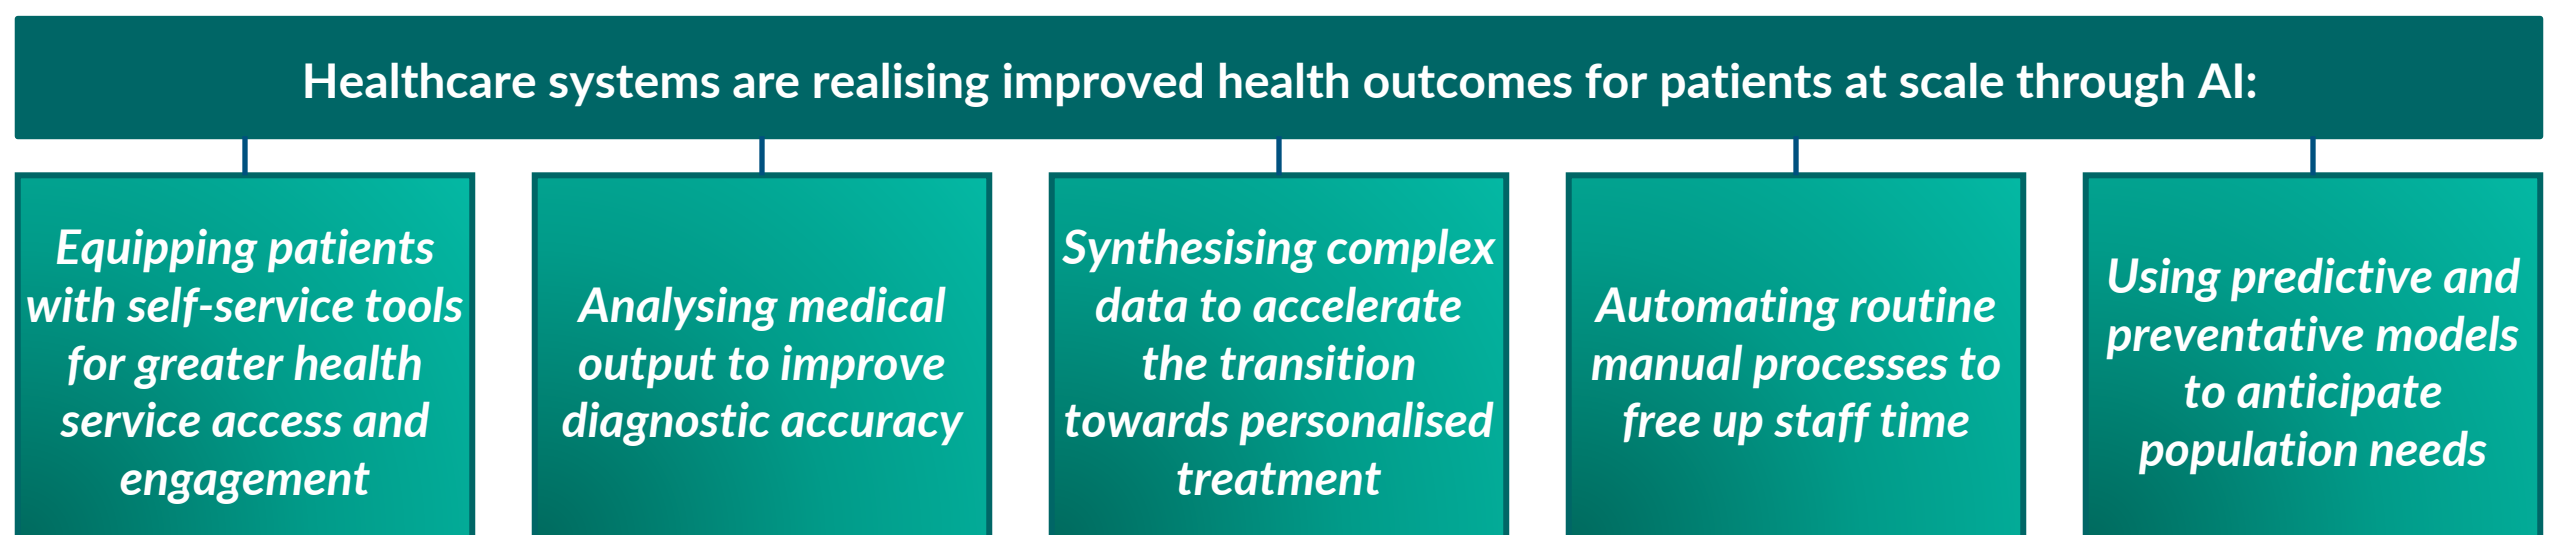 Healthcare systems are realising improved health outcomes for patients at scale through AI:
Equipping patients
with self-service tools
for greater health
service access and
engagement
Analysing medical
output to improve
diagnostic accuracy
Synthesising complex
data to accelerate
the transition
towards personalised
treatment
Automating routine
manual processes to
free up staff time
Using predictive and
preventative models
to anticipate
population needs